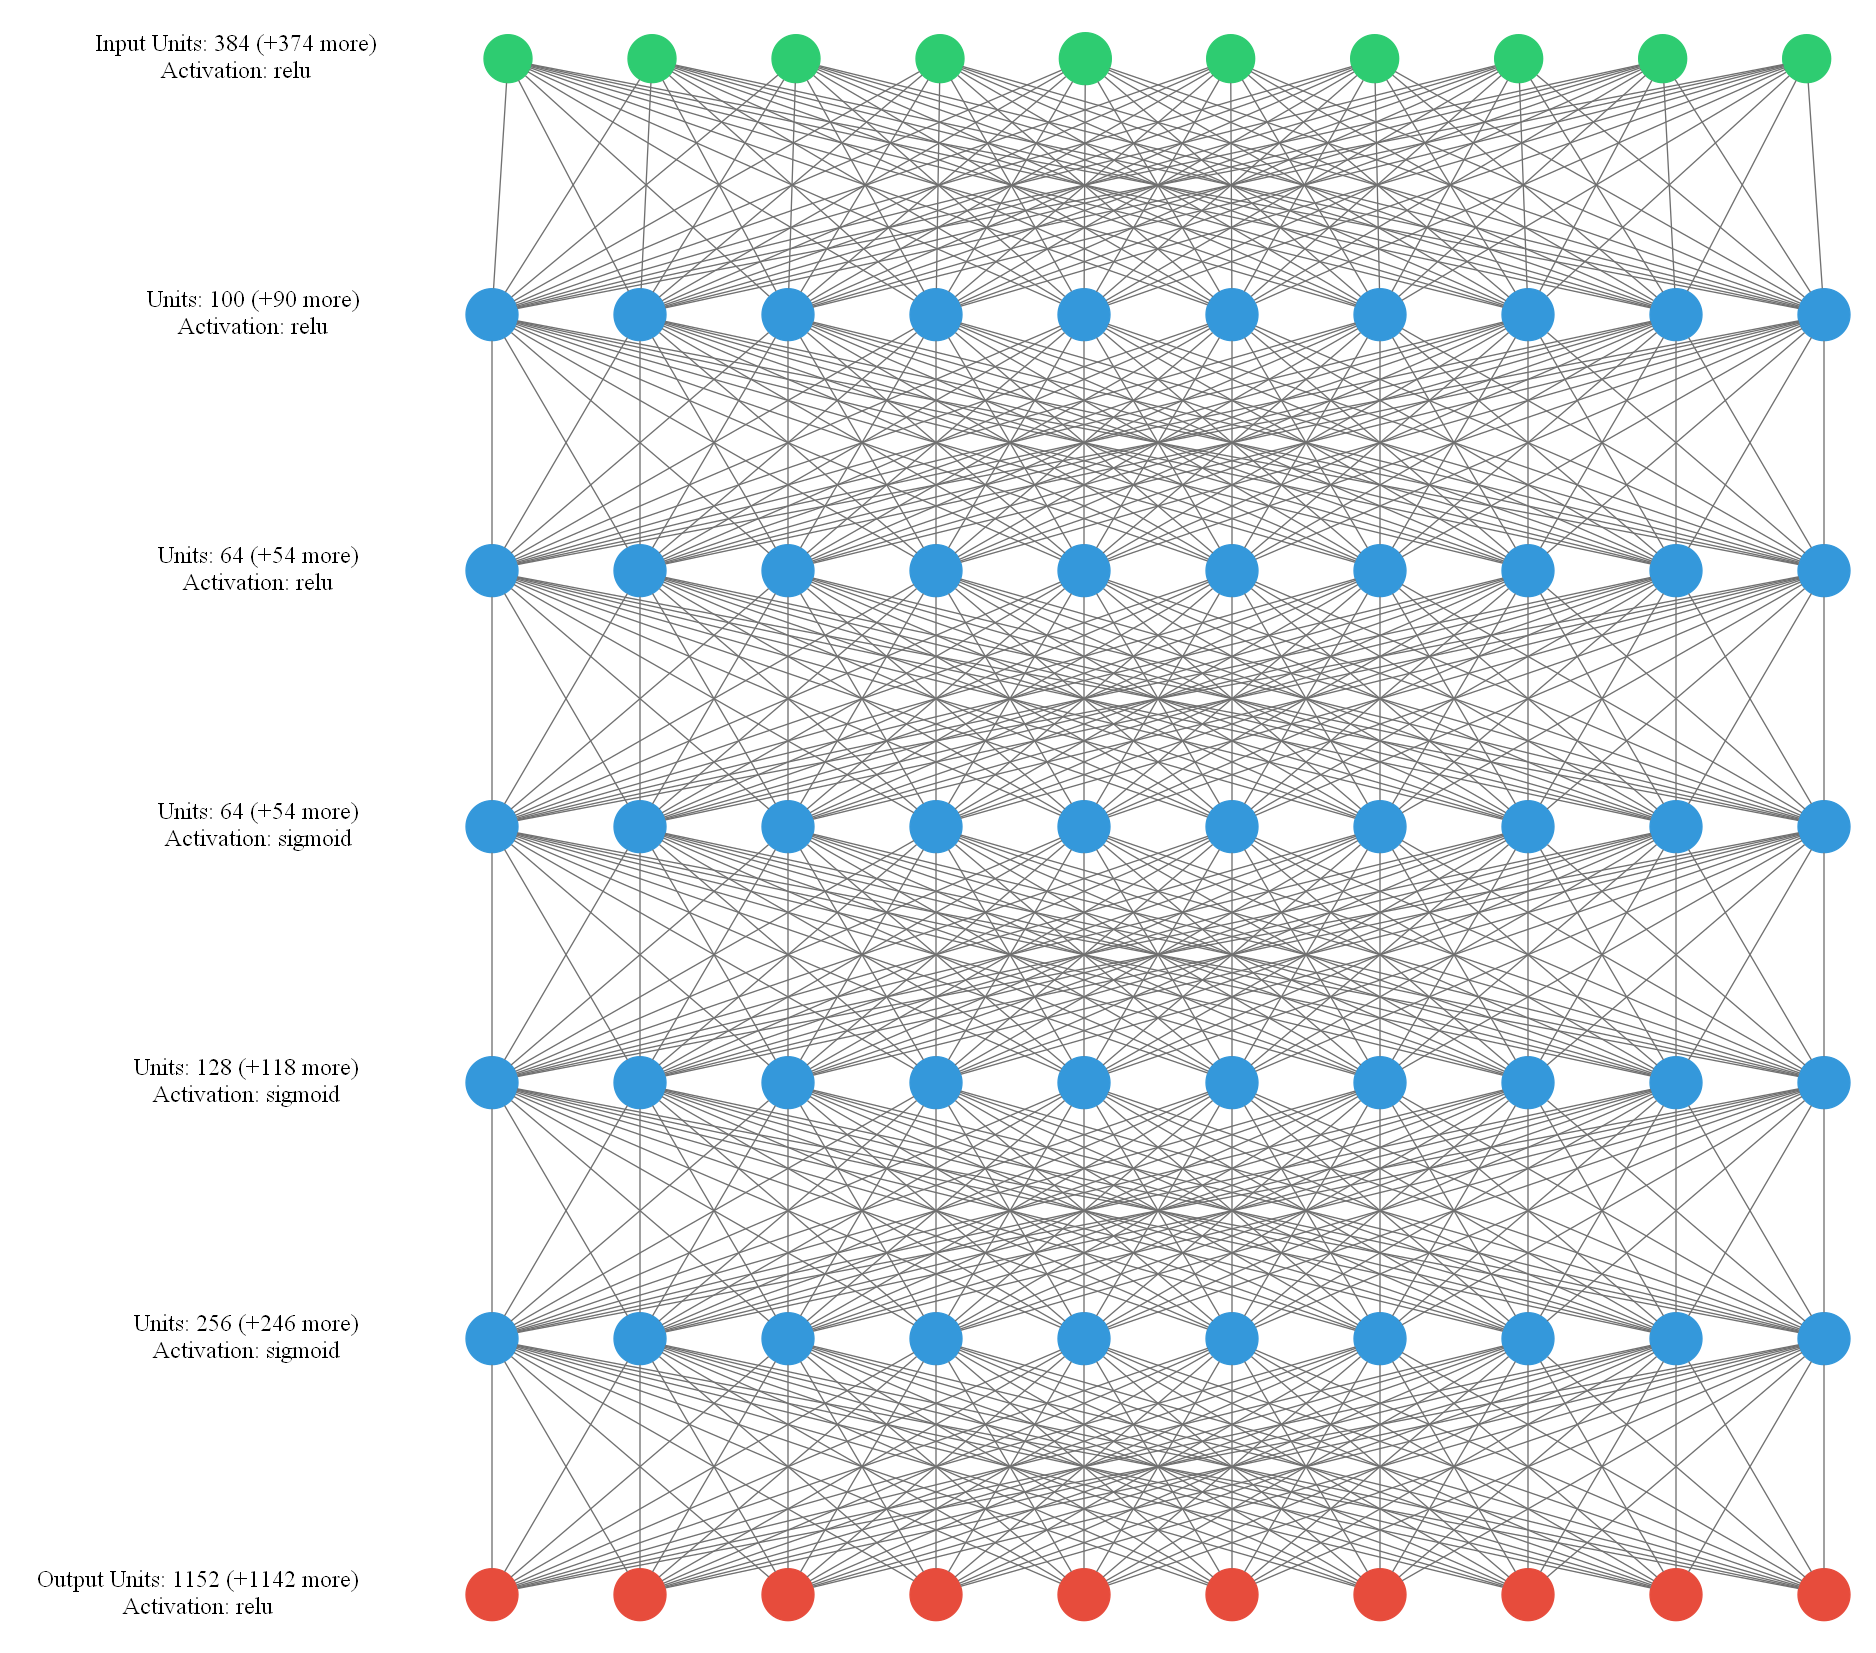 Input Units: 384 (+374 more)
Activation: relu
Units: 100 (+90 more)
Activation: relu
Units: 64 (+54 more)
Activation: relu
Units: 64 (+54 more)
Activation: sigmoid
Units: 128 (+118 more)
Activation: sigmoid
Units: 256 (+246 more)
Activation: sigmoid
Output Units: 1152 (+1142 more)
Activation: relu